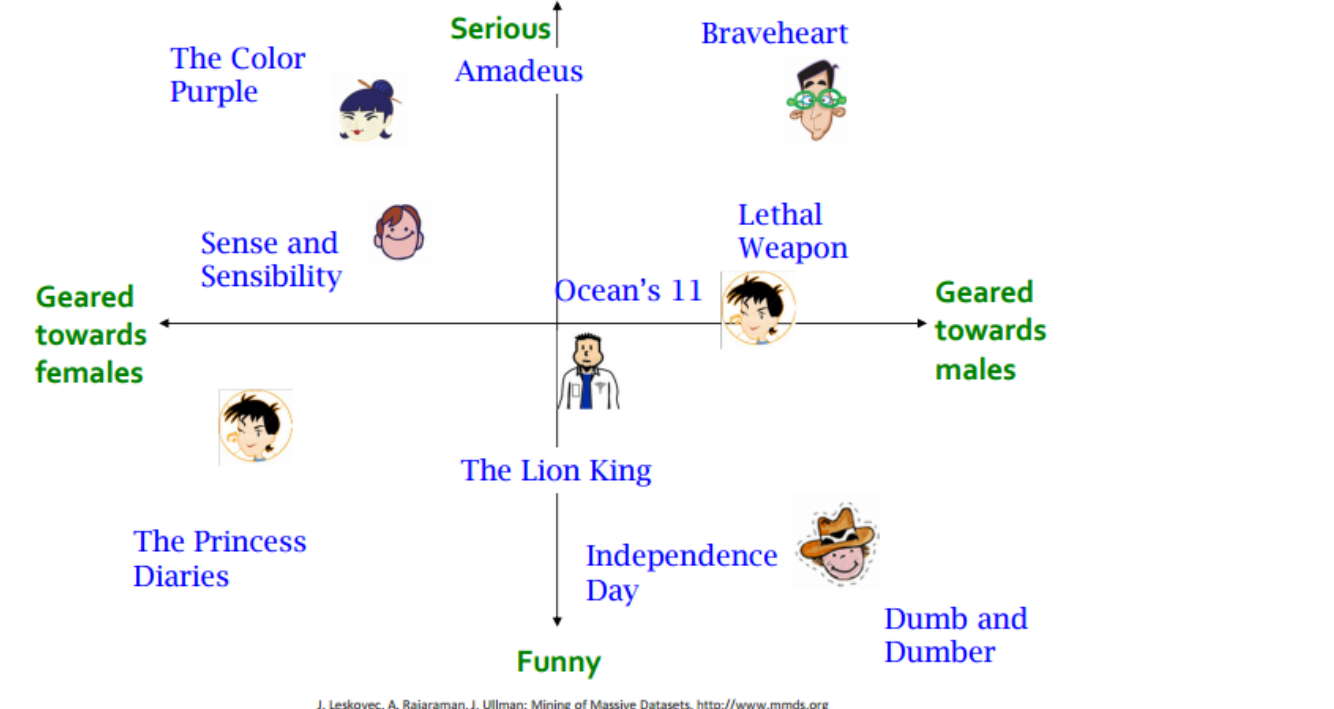 Serious
Braveheart
The Color
Purple
Amadeus
Lethal
Weapon
Sense and
Sensibility
Ocean's 11
Geared
towards
females
Geared
towards
males
The Lion King
The Princess
Diaries
Independence
Day
Dumb and
Dumber
Funny
J. Leskovec, A. Rajaraman, J. Ullman: Mining of Massive Datasets, http://www.mmds.org